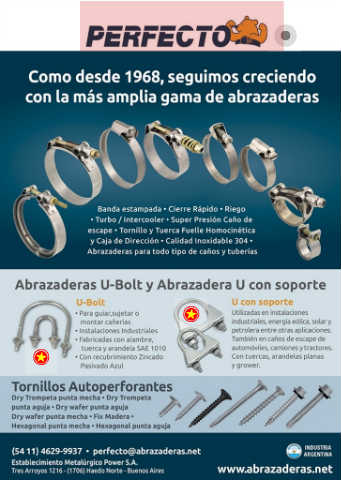 PERFECTO
Como desde 1968, seguimos creciendo
con la más amplia gama de abrazaderas
Banda estampada • Cierre Rápido • Riego
• Turbo / Intercooler • Super Presión Caño de
escape • Tornillo y Tuerca Fuelle Homocinética
y Caja de Dirección • Calidad Inoxidable 304 •
Abrazaderas para todo tipo de caños y tuberías
Abrazaderas U-Bolt y Abrazadera U con soporte
U-Bolt
• Para guiar,sujetar o
montar cañerías
• Instalaciones Industriales
• Fabricadas con alambre,
tuerca y arandela SAE 1010
• Con recubrimiento Zincado
Pasivado Azul
U con soporte
Utilizadas en instalaciones
industriales, energía eólica, solar y
petrolera entre otras aplicaciones.
También en caños de escape de
automóviles, camiones y tractores.
Con tuercas, arandelas planas
y grower.
Tornillos Autoperforantes
Dry Trompeta punta mecha • Dry Trompeta
punta aguja • Dry wafer punta aguja
Dry wafer punta mecha • Fix Madera •
Hexagonal punta mecha • Hexagonal punta aguja
(54 11) 4629-9937 • perfecto@abrazaderas.net
Establecimiento Metalúrgico Power S.A.
Tres Arroyos 1216 - (1706) Haedo Norte - Buenos Aires
INDUSTRIA
ARGENTINA
www.abrazaderas.net